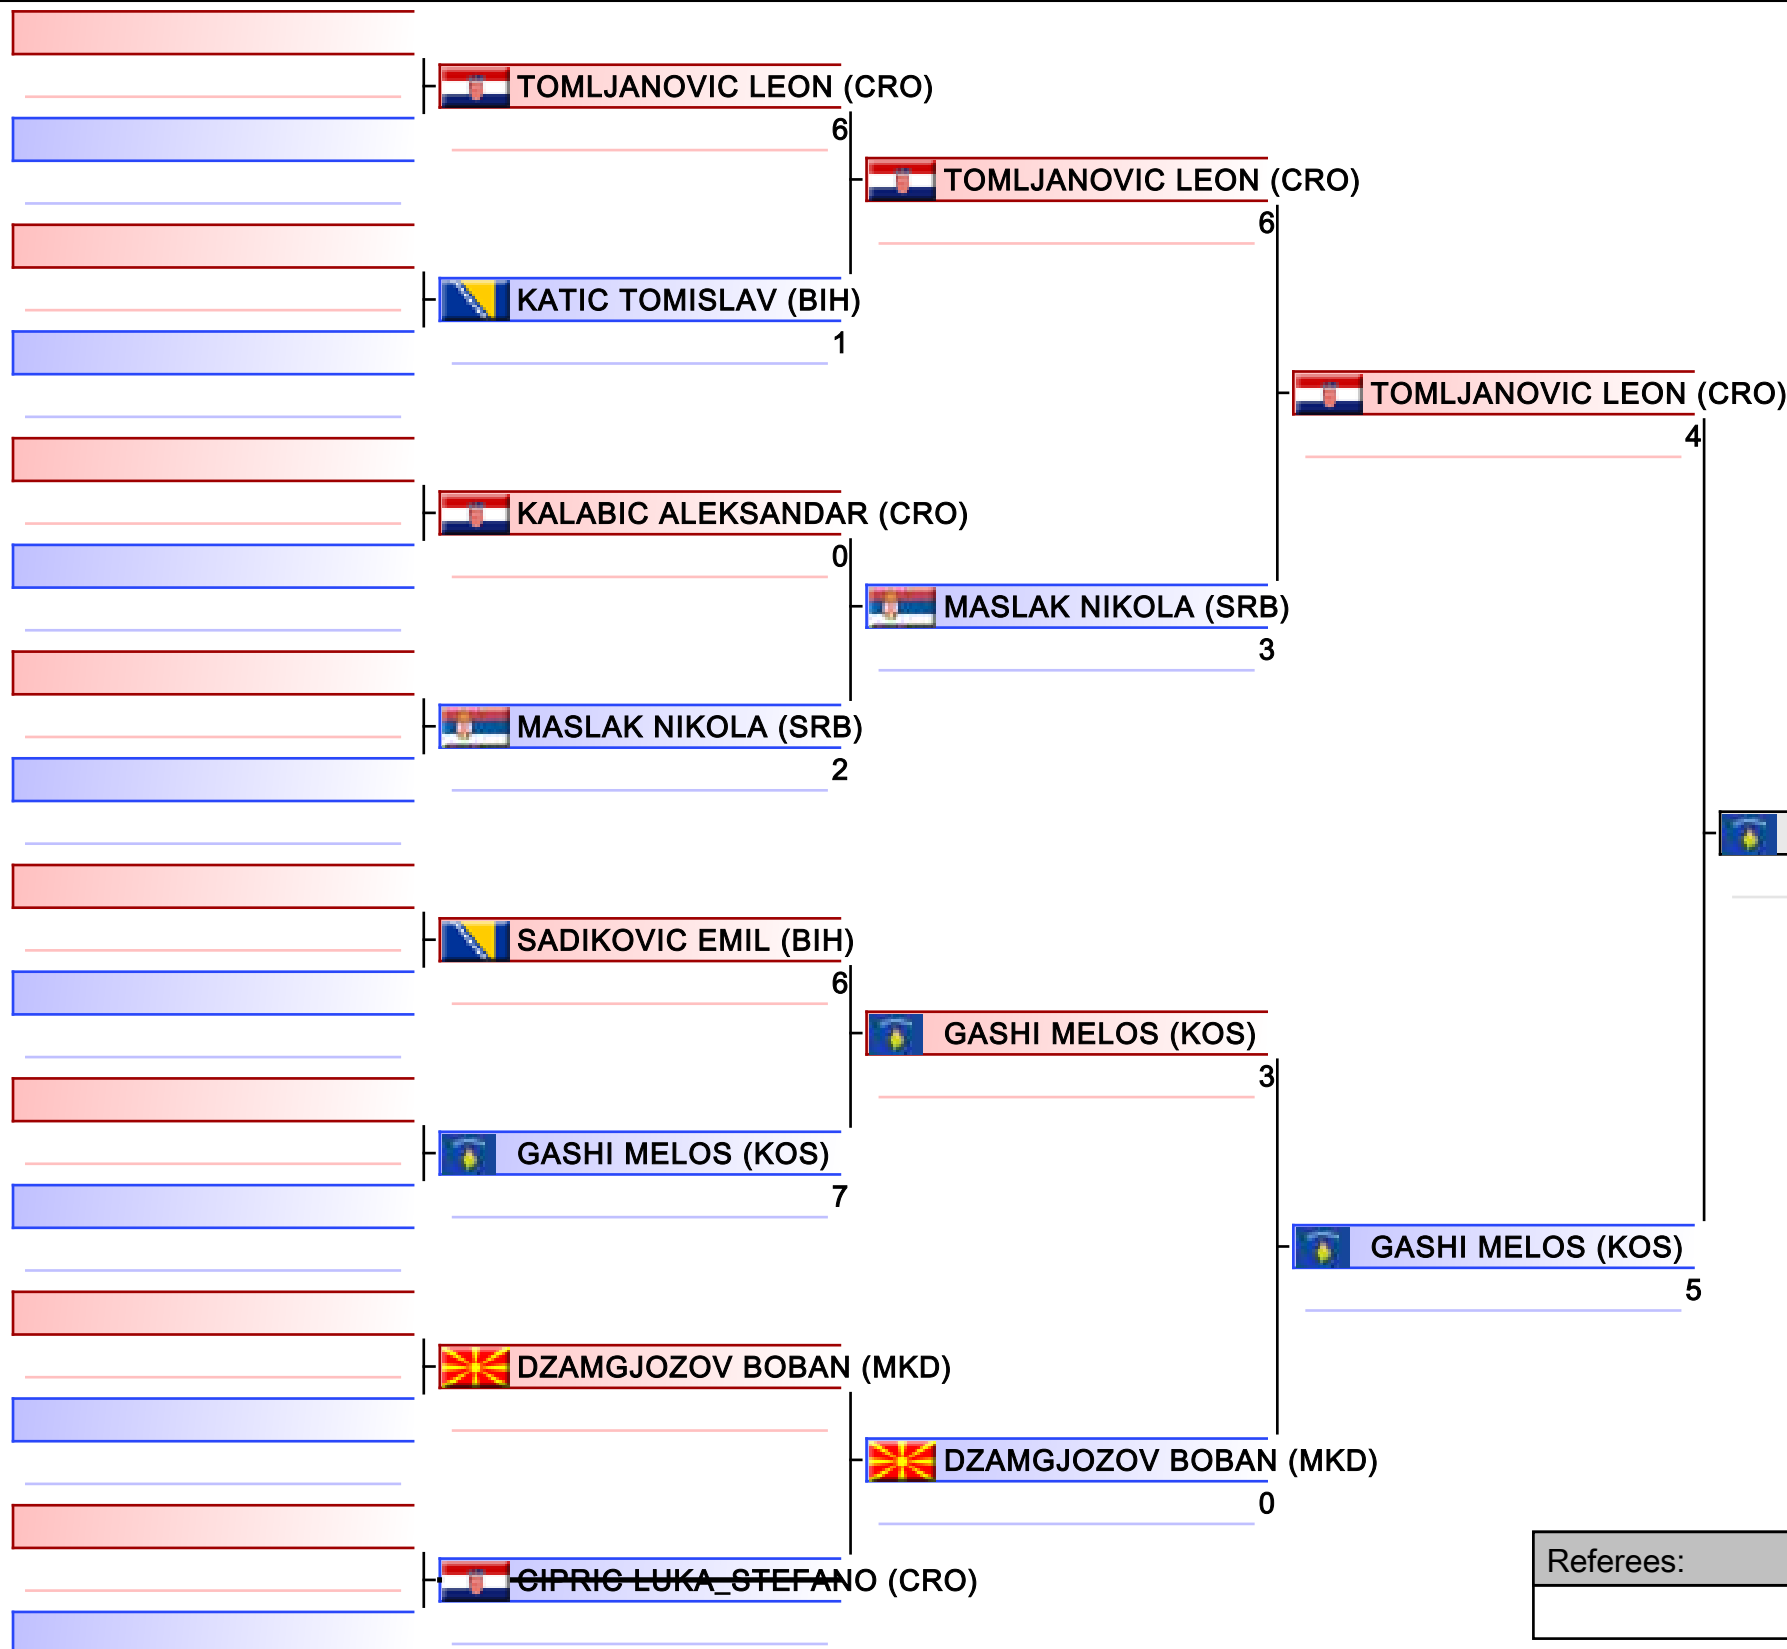 TOMLJANOVIC LEON (CRO)
6
TOMLJANOVIC LEON (CRO)
6
KATIC TOMISLAV (BIH)
1
TOMLJANOVIC LEON (CRO)
4
KALABIC ALEKSANDAR (CRO)
0
MASLAK NIKOLA (SRB)
3
MASLAK NIKOLA (SRB)
2
SADIKOVIC EMIL (BIH)
6
GASHI MELOS (KOS)
3
GASHI MELOS (KOS)
7
GASHI MELOS (KOS)
5
DZAMGJOZOV BOBAN (MKD)
DZAMGJOZOV BOBAN (MKD)
0
CIPRIC LUKA_STEFANO (CRO)
Referees: